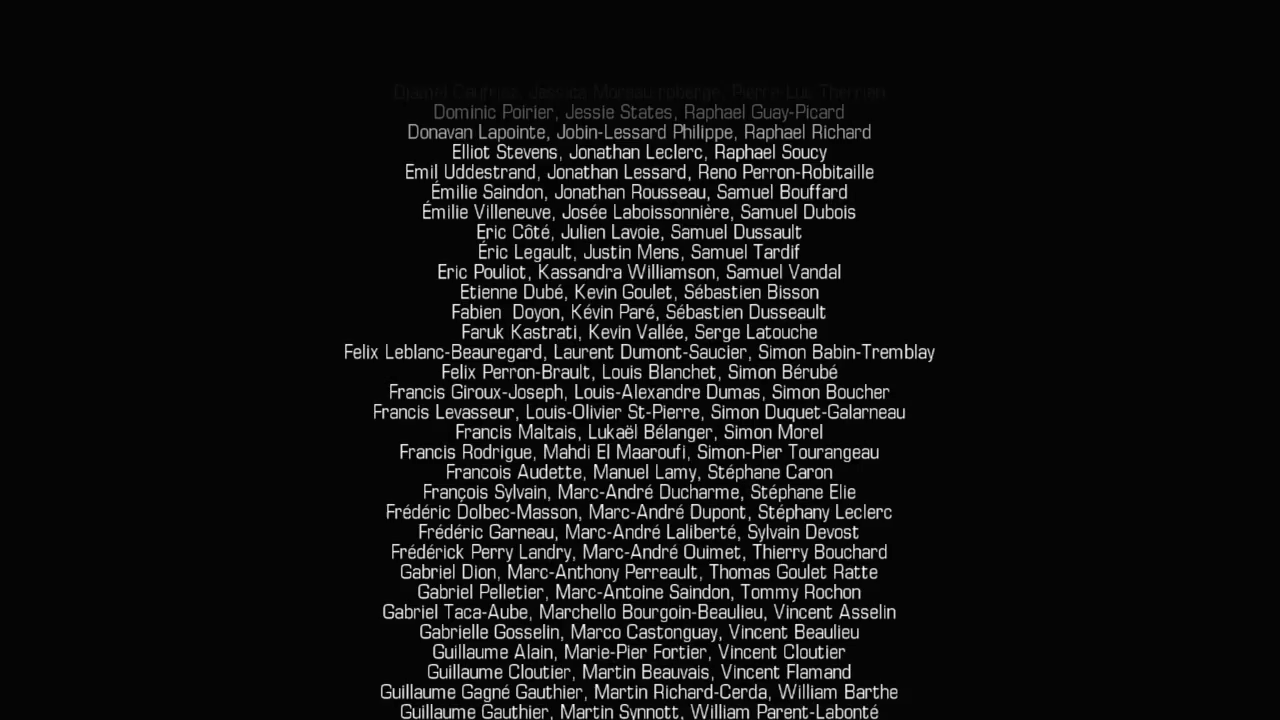 Dominic Poirier, Jessie States, Raphael Guay-Picard
Donavan Lapointe, Jobin-Lessard Philippe, Raphael Richard
Elliot Stevens, Jonathan Leclerc, Raphael Soucy
Emil Uddestrand, Jonathan Lessard, Reno Perron-Robitaille
Émilie Saindon, Jonathan Rousseau, Samuel Bouffard
Émilie Villeneuve, Josée Laboissonnière, Samuel Dubois
Eric Côté, Julien Lavoie, Samuel Dussault
Éric Legault, Justin Mens, Samuel Tardif
Eric Pouliot, Kassandra Williamson, Samuel Vandal
Etienne Dubé, Kevin Goulet, Sébastien Bisson
Fabien  Doyon, Kévin Paré, Sébastien Dusseault
Faruk Kastrati, Kevin Vallée, Serge Latouche
Felix Leblanc-Beauregard, Laurent Dumont-Saucier, Simon Babin-Tremblay
Felix Perron-Brault, Louis Blanchet, Simon Bérubé
Francis Giroux-Joseph, Louis-Alexandre Dumas, Simon Boucher
Francis Levasseur, Louis-Olivier St-Pierre, Simon Duquet-Galarneau
Francis Maltais, Lukaël Bélanger, Simon Morel
Francis Rodrigue, Mahdi El Maaroufi, Simon-Pier Tourangeau
Francois Audette, Manuel Lamy, Stéphane Caron
François Sylvain, Marc-André Ducharme, Stéphane Elie
Frédéric Dolbec-Masson, Marc-André Dupont, Stéphany Leclerc
Frédéric Garneau, Marc-André Laliberté, Sylvain Devost
Frédérick Perry Landry, Marc-André Ouimet, Thierry Bouchard
Gabriel Dion, Marc-Anthony Perreault, Thomas Goulet Ratte
Gabriel Pelletier, Marc-Antoine Saindon, Tommy Rochon
Gabriel Taca-Aube, Marchello Bourgoin-Beaulieu, Vincent Asselin
Gabrielle Gosselin, Marco Castonguay, Vincent Beaulieu
Guillaume Alain, Marie-Pier Fortier, Vincent Cloutier
Guillaume Cloutier, Martin Beauvais, Vincent Flamand
Guillaume Gagné Gauthier, Martin Richard-Cerda, William Barthe
Guillaume Gauthier, Martin Synnott, William Parent-Labonté